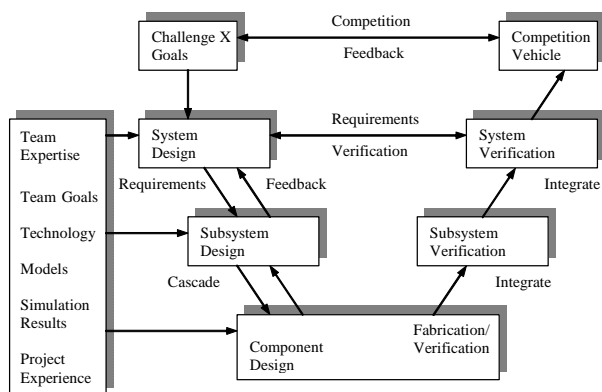 Competition
Challenge X
Goals
Feedback
Competition
Vehicle
Team
Expertise
Team Goals
Technology
Models
Simulation
Results
Project
Experience
System
Design
Requirements
Verification
System
Verification
Requirements
Feedback
Integrate
Subsystem
Design
Subsystem
Verification
Cascade
Integrate
Component
Design
Fabrication/
Verification